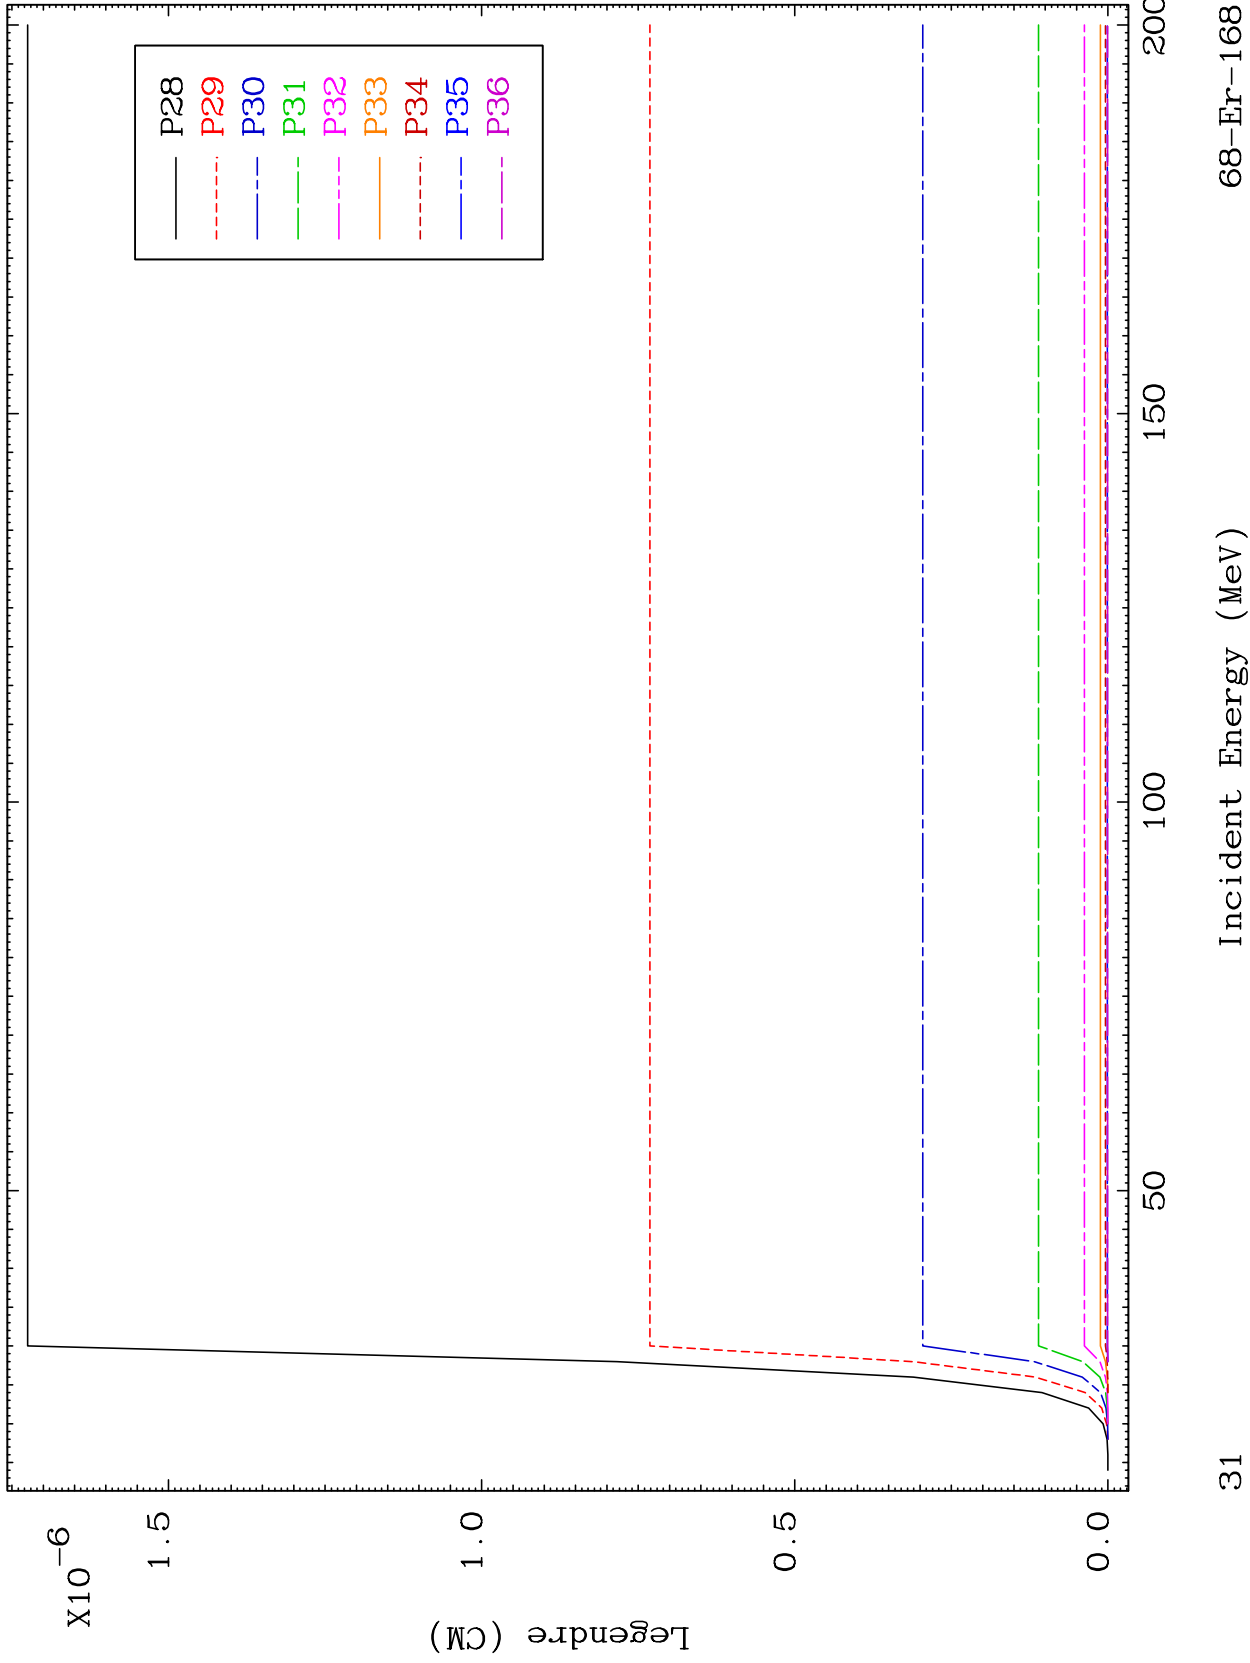 X10-6
1.5
1.0
0.5
0.0
Legendre (CM)
P28
P29
P30
P31
P32
P33
P34
P35
P36
50
100
150
200
Incident Energy (MeV)
31
68-Er-168